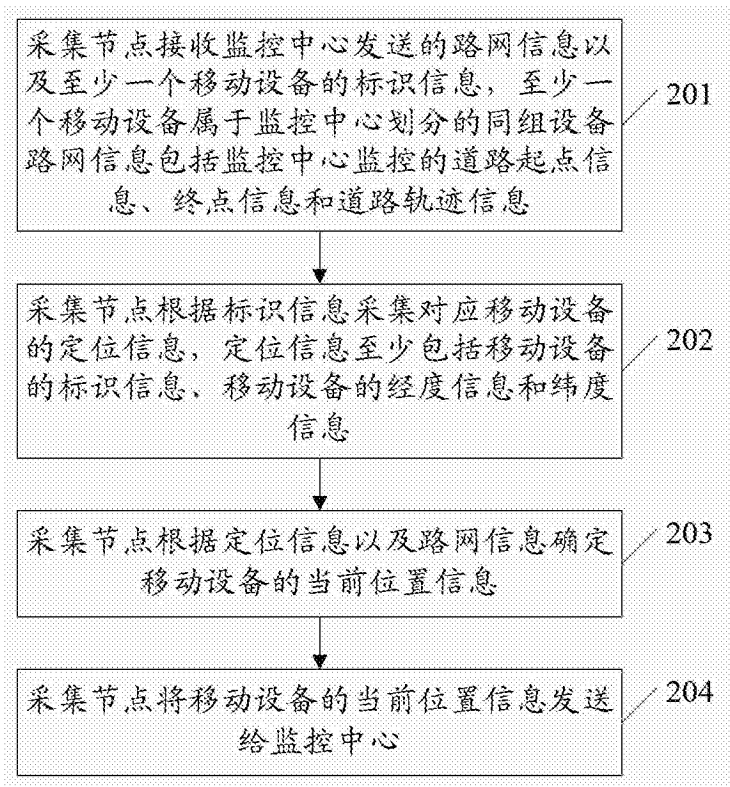 采集节点接收监控中心发送的路网信息以
及至少一个移动设备的标识信息，至少一
个移动设备属于监控中心划分的同组设备
路网信息包括监控中心监控的道路起点信
息、终点信息和道路轨迹信息
201
采集节点根据标识信息采集对应移动设备
的定位信息，定位信息至少包括移动设备
的标识信息、移动设备的经度信息和纬度
信息
202
采集节点根据定位信息以及路网信息确定
移动设备的当前位置信息
203
采集节点将移动设备的当前位置信息发送
给监控中心
204